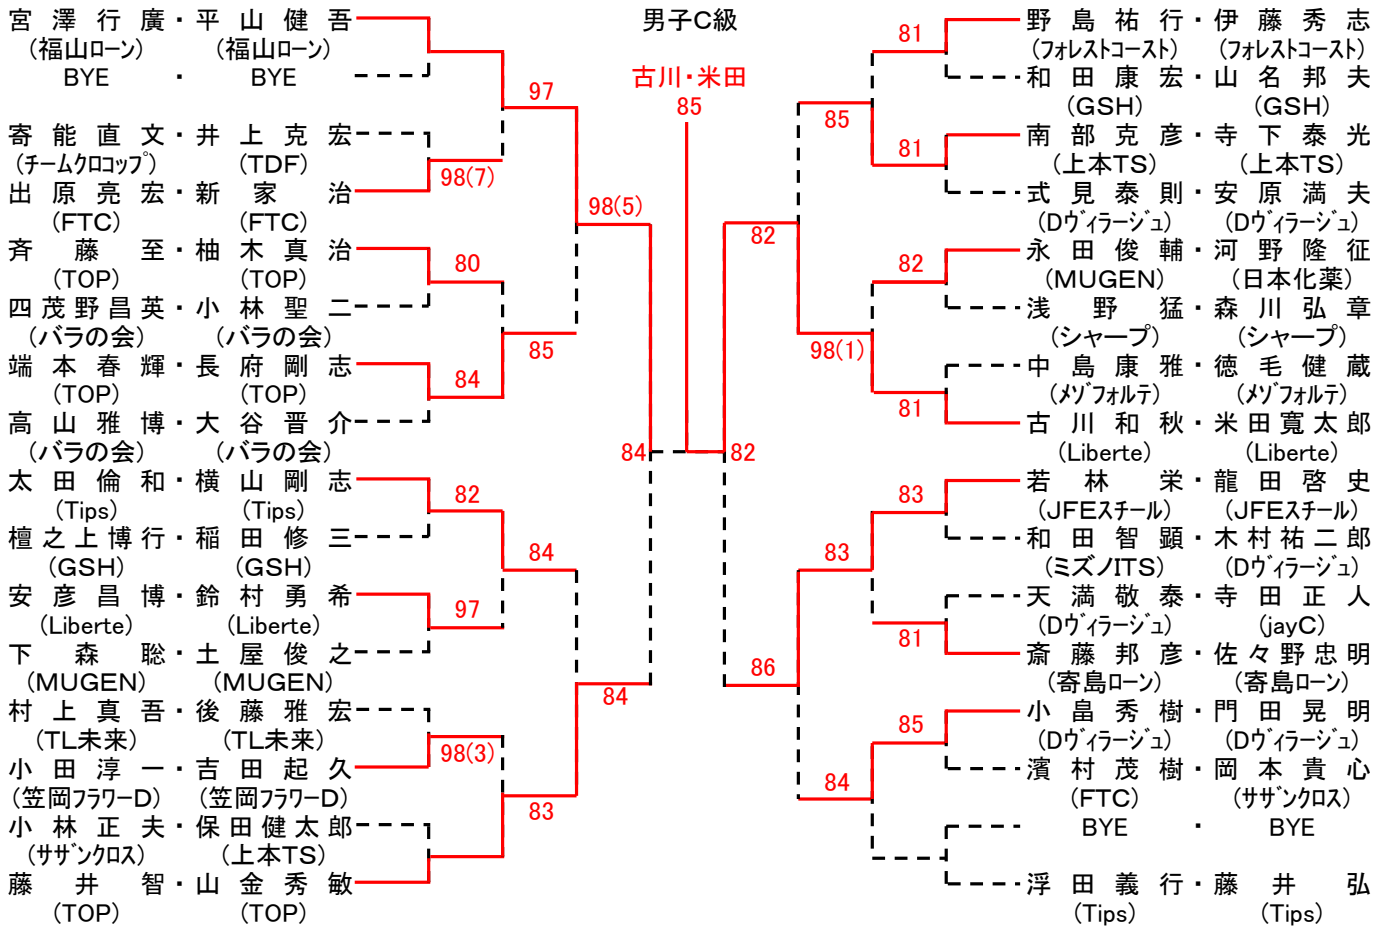 男子C級
古川・米田
85
宮澤行廣・平山健吾
(福山ローン) (福山ローン)
BYE ・ BYE
97
寄能直文・井上克宏
(チームクロコップ) (TDF)
98(7)
出原亮宏・新家治
(FTC) (FTC)
98(5)
斉藤至・柚木真治
(TOP) (TOP)
80
四茂野昌英・小林聖二
(バラの会) (バラの会)
85
端本春輝・長府剛志
(TOP) (TOP)
84
高山雅博・大谷晋介
(バラの会) (バラの会)
84
太田倫和・横山剛志
(Tips) (Tips)
82
檀之上博行・稲田修三
(GSH) (GSH)
84
安彦昌博・鈴村勇希
(Liberte) (Liberte)
97
下森聡・土屋俊之
(MUGEN) (MUGEN)
84
村上真吾・後藤雅宏
(TL未来) (TL未来)
98(3)
小田淳一・吉田起久
(笠岡フラワーD) (笠岡フラワーD)
83
小林正夫・保田健太郎
(サザンクロス) (上本TS)
藤井智・山金秀敏
(TOP) (TOP)
野島祐行・伊藤秀志
(フォレストコースト) (フォレストコースト)
81
和田康宏・山名邦夫
(GSH) (GSH)
85
南部克彦・寺下泰光
(上本TS) (上本TS)
81
式見泰則・安原満夫
(Dヴィラージュ) (Dヴィラージュ)
82
永田俊輔・河野隆征
(MUGEN) (日本化薬)
82
浅野猛・森川弘章
(シャープ) (シャープ)
98(1)
中島康雅・徳毛健蔵
(メゾフォルテ) (メゾフォルテ)
81
古川和秋・米田寛太郎
(Liberte) (Liberte)
82
若林栄・龍田啓史
(JFEスチール) (JFEスチール)
83
和田智顕・木村祐二郎
(ミズノITS) (Dヴィラージュ)
83
天満敬泰・寺田正人
(Dヴィラージュ) (jayC)
81
斎藤邦彦・佐々野忠明
(寄島ローン) (寄島ローン)
86
小畠秀樹・門田晃明
(Dヴィラージュ) (Dヴィラージュ)
85
濱村茂樹・岡本貴心
(FTC) (サザンクロス)
84
BYE ・ BYE
浮田義行・藤井弘
(Tips) (Tips)